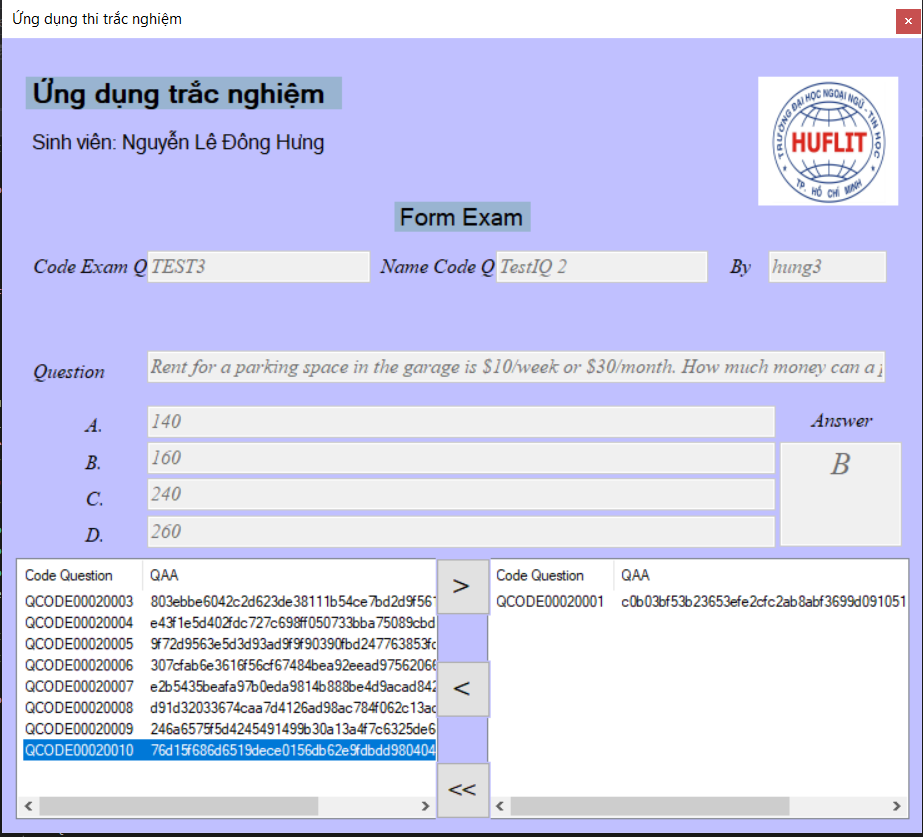 Ứng dụng thi trắc nghiệm
Ứng dụng trắc nghiệm
Sinh viên: Nguyễn Lê Đông Hưng
TRƯỜNG ĐẠI HỌC NGOẠI NGỮ - TIN HỌC
HUFLIT
TP. HỒ CHÍ MINH
Form Exam
Code Exam Q TEST3 Name Code Q TestIQ 2 By hung3
Question Rent for a parking space in the garage is $10/week or $30/month. How much money can a
A. 140 Answer
B. 160 B
C. 240
D. 260
Code Question QAA > Code Question QAA
QCODE00020003 803ebbe6042c2d623de38111b54ce7bd2d9f561 QCODE00020001 c0b03bf53b23653efe2cfc2ab8abf3699d091051
QCODE00020004 e43f1e5d402fdc727c698ff050733bba75089cbd
QCODE00020005 9f72d9563e5d3d93ad9f9f90390fbd247763853fc
QCODE00020006 307cfab6e3616f56cf67484bea92eead97562066
QCODE00020007 e2b5435beafa97b0eda9814b888be4d9acad842 <
QCODE00020008 d91d32033674caa7d4126ad98ac784f062c13ac
QCODE00020009 246a6575f5d4245491499b30a13a4f7c6325de6
QCODE00020010 76d15f686d6519dece0156db62e9fdbdd980404
<<